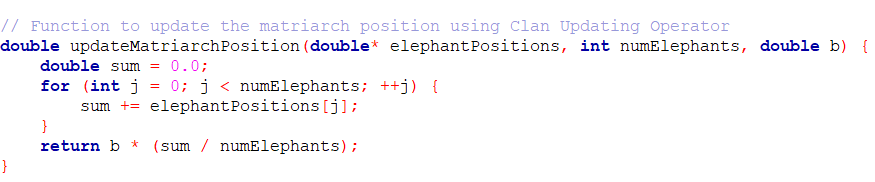 // Function to update the matriarch position using Clan Updating Operator
double updateMatriarchPosition(double* elephantPositions, int numElephants, double b) {
    double sum = 0.0;
    for (int j = 0; j < numElephants; ++j) {
        sum += elephantPositions[j];
    }
    return b * (sum / numElephants);
}